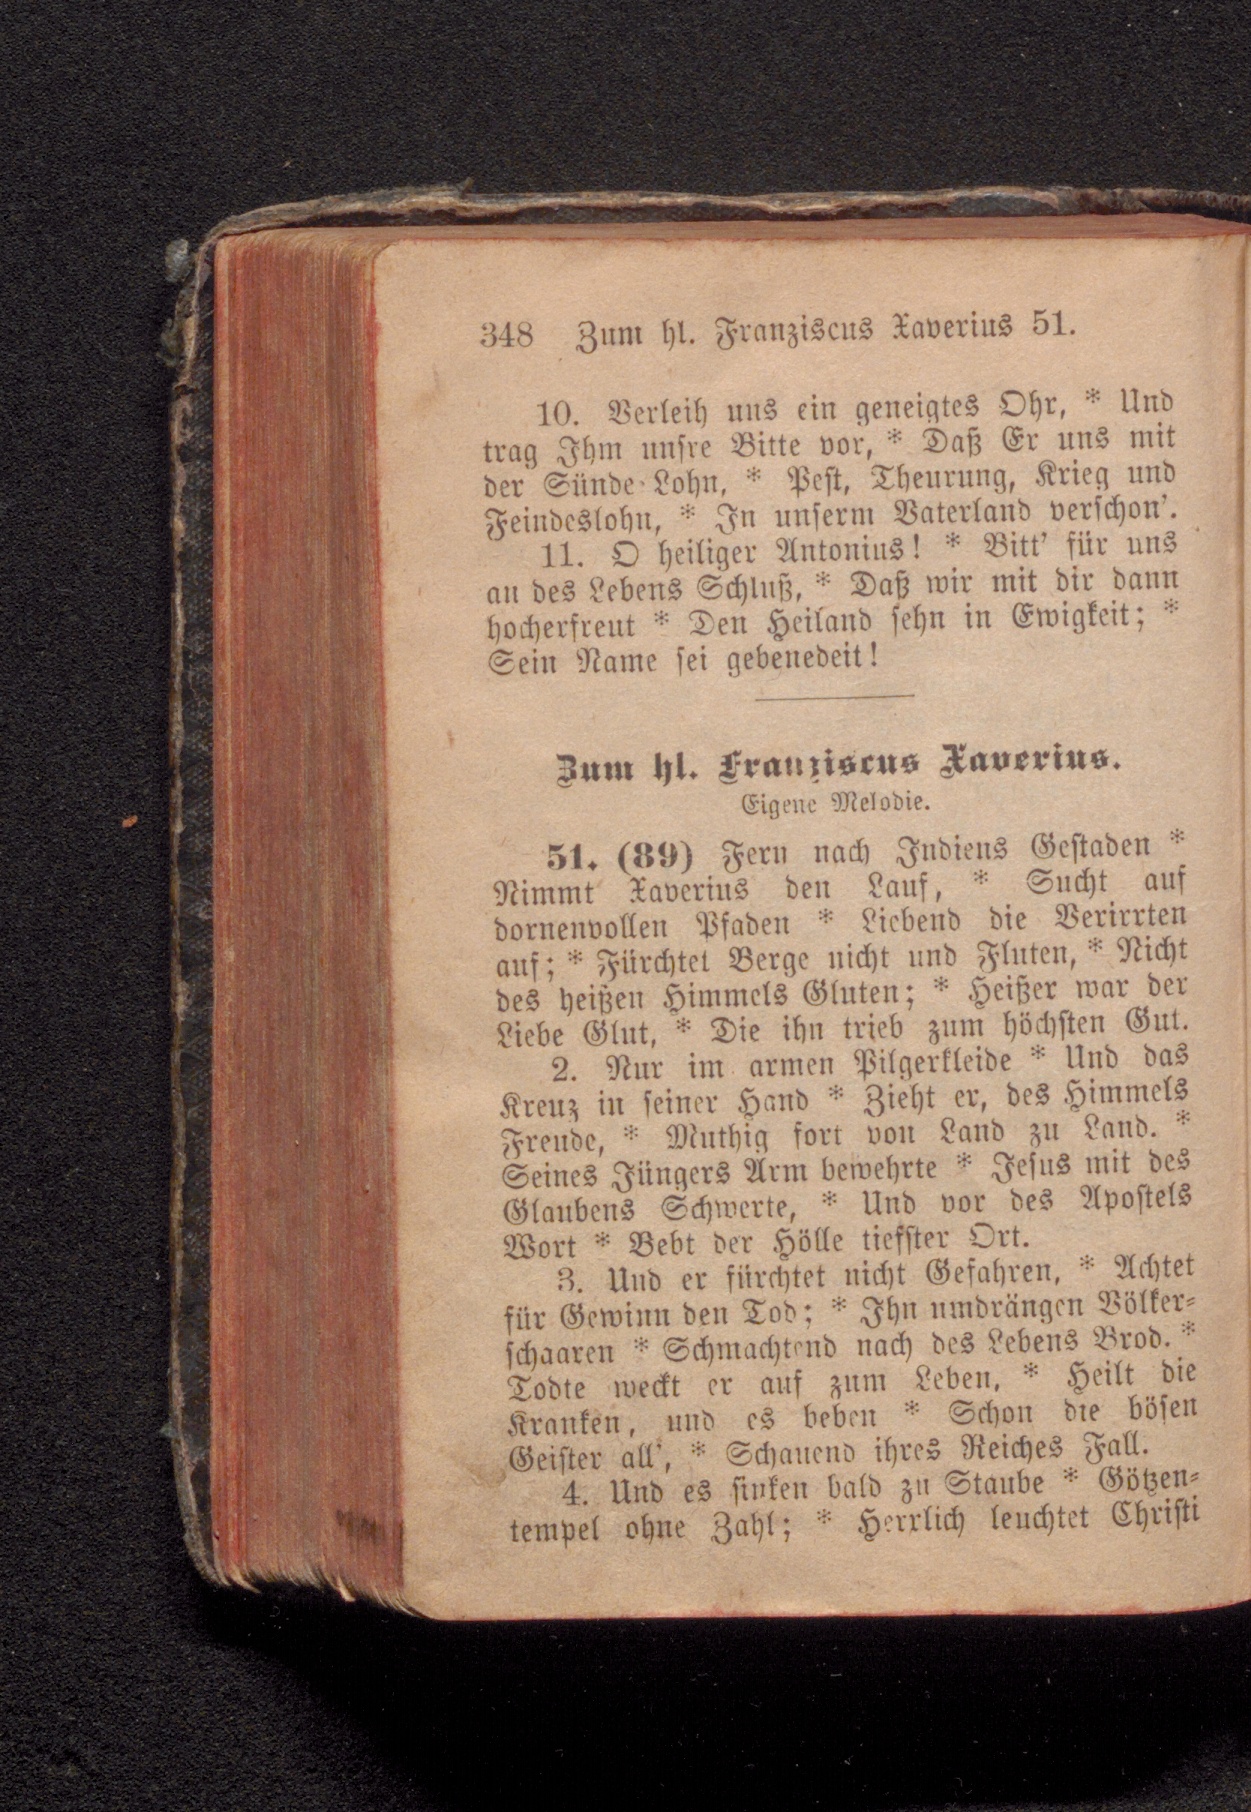 348 Zum hl. Franziscus Xaverius 51.
10. Verleih uns ein geneigtes Ohr, * Und
trag Ihm unsre Bitte vor, * Daß Er uns mit
der Sünde Lohn, * Pest, Theurung, Krieg und
Feindeslohn, * In unserm Vaterland verschon’.
11. O heiliger Antonius! * Bitt’ für uns
an des Lebens Schluß, * Daß wir mit dir dann
hocherfreut * Den Heiland sehn in Ewigkeit; *
Sein Name sei gebenedeit!
Zum hl. Franziscus Xaverius.
Eigene Melodie.
51. (89) Fern nach Indiens Gestaden *
Nimmt Xaverius den Lauf, * Sucht auf
dornenvollen Pfaden * Liebend die Verirrten
auf; * Fürchtet Berge nicht und Fluten, * Nicht
des heißen Himmels Gluten; * Heißer war der
Liebe Glut, * Die ihn trieb zum höchsten Gut.
2. Nur im armen Pilgerkleide * Und das
Kreuz in seiner Hand * Zieht er, des Himmels
Freude, * Muthig fort von Land zu Land. *
Seines Jüngers Arm bewehrte * Jesus mit des
Glaubens Schwerte, * Und vor des Apostels
Wort * Bebt der Hölle tiefster Ort.
3. Und er fürchtet nicht Gefahren, * Achtet
für Gewinn den Tod; * Ihn umdrängen Völker-
schaaren * Schmachtend nach des Lebens Brod. *
Todte weckt er auf zum Leben, * Heilt die
Kranken, und es beben * Schon die bösen
Geister all’, * Schauend ihres Reiches Fall.
4. Und es sinken bald zu Staube * Götzen-
tempel ohne Zahl; * Herrlich leuchtet Christi